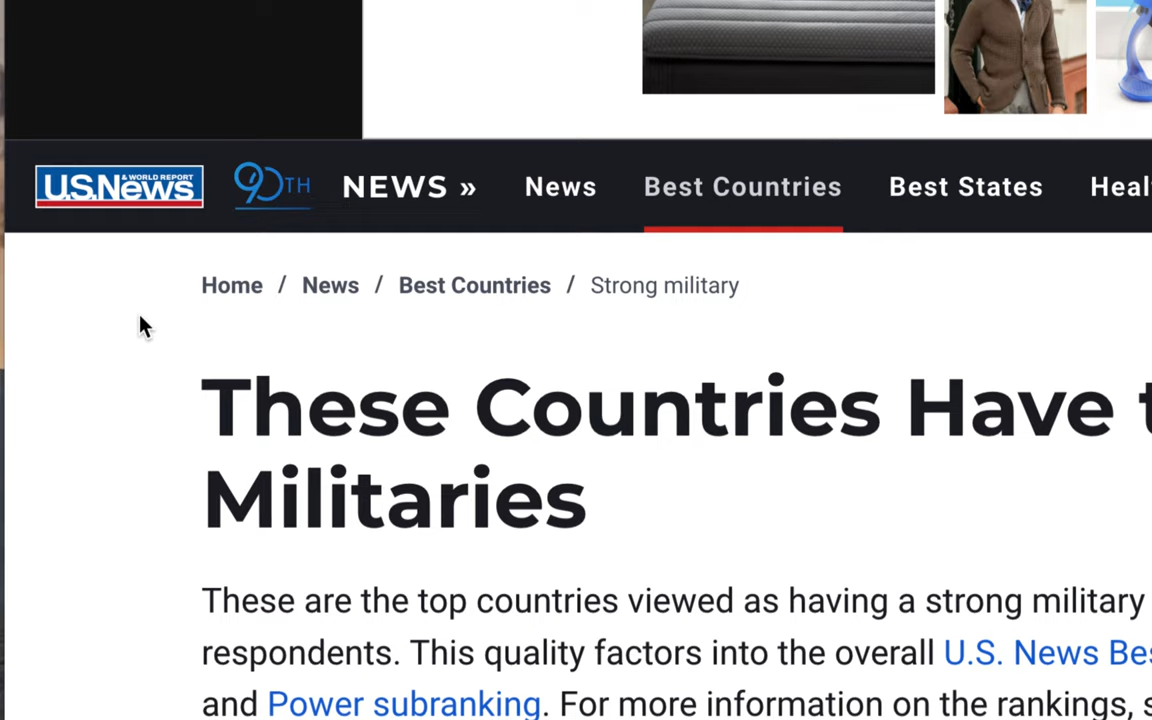 U.S.News & WORLD REPORT
90TH
NEWS » News Best Countries Best States
Home / News / Best Countries / Strong military
These Countries Have
Militaries
These are the top countries viewed as having a strong military
respondents. This quality factors into the overall U.S. News
and Power subranking. For more information on the rankings,